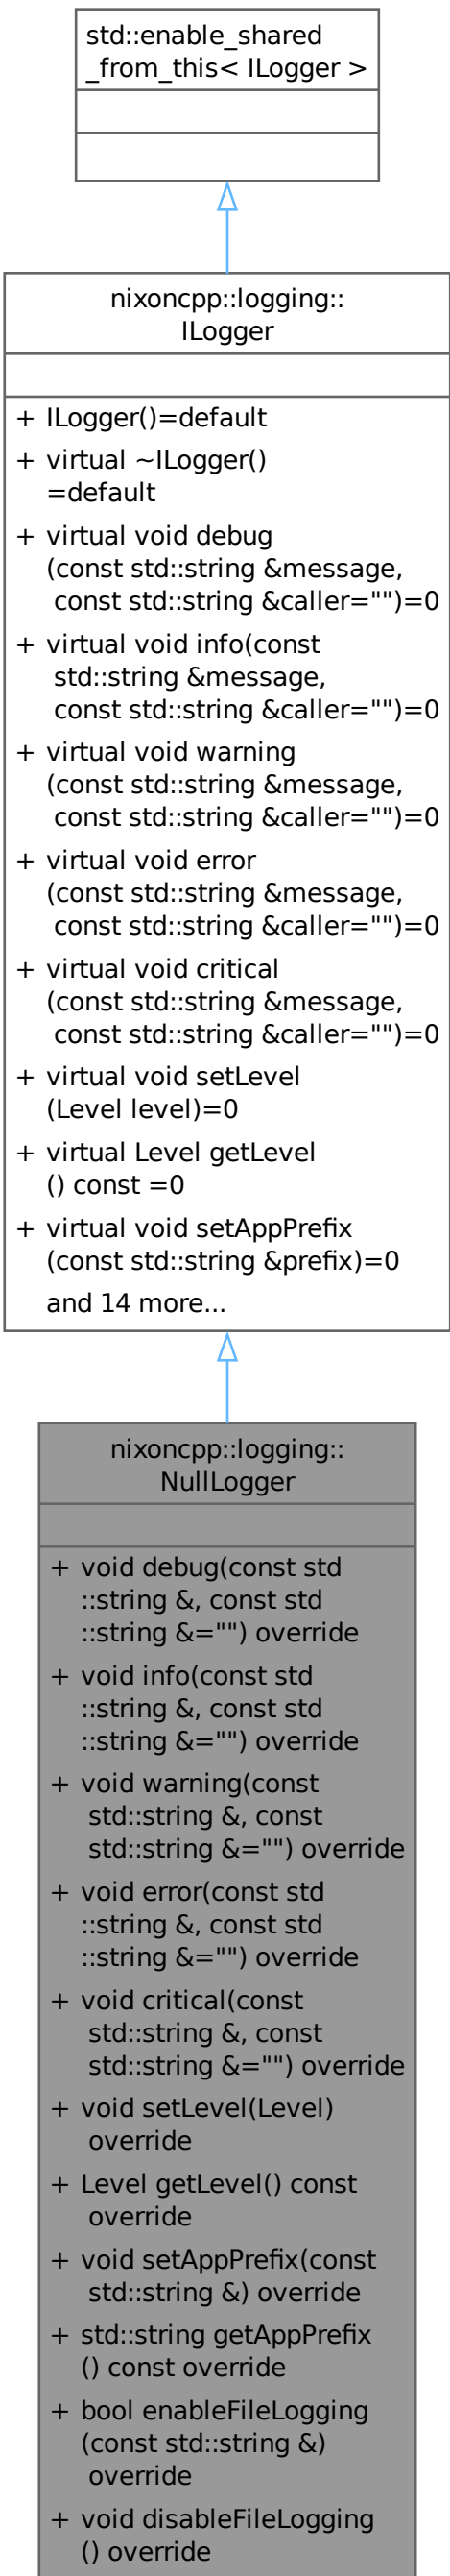 std::enable_shared
_from_this< ILogger >
nixoncpp::logging::
ILogger
+ ILogger()=default
+ virtual ~ILogger()
=default
+ virtual void debug
(const std::string &message,
const std::string &caller="")=0
+ virtual void info(const
std::string &message,
const std::string &caller="")=0
+ virtual void warning
(const std::string &message,
const std::string &caller="")=0
+ virtual void error
(const std::string &message,
const std::string &caller="")=0
+ virtual void critical
(const std::string &message,
const std::string &caller="")=0
+ virtual void setLevel
(Level level)=0
+ virtual Level getLevel
() const =0
+ virtual void setAppPrefix
(const std::string &prefix)=0
and 14 more...
nixoncpp::logging::
NullLogger
+ void debug(const std
::string &, const std
::string &="") override
+ void info(const std
::string &, const std
::string &="") override
+ void warning(const
std::string &, const
std::string &="") override
+ void error(const std
::string &, const std
::string &="") override
+ void critical(const
std::string &, const
std::string &="") override
+ void setLevel(Level)
override
+ Level getLevel() const
override
+ void setAppPrefix(const
std::string &) override
+ std::string getAppPrefix
() const override
+ bool enableFileLogging
(const std::string &)
override
+ void disableFileLogging
() override